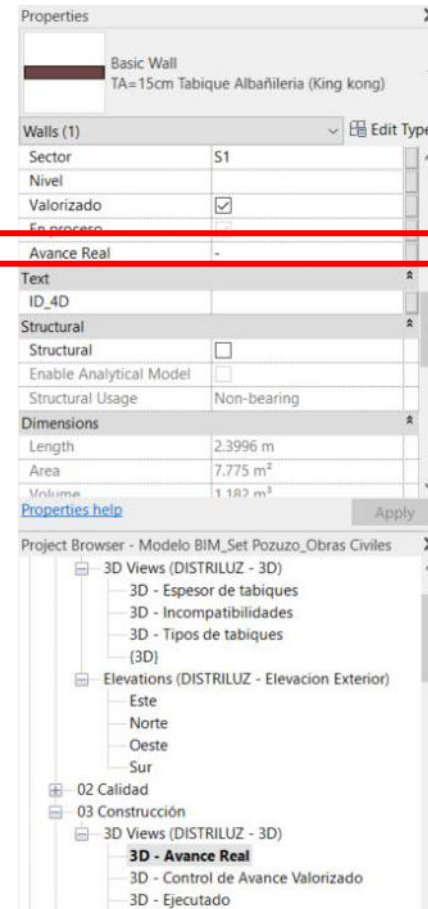 Properties
Basic Wall
TA=15cm Tabique Albañileria (King kong)
Walls (1) Edit Type
Sector S1
Nivel
Valorizado
En proceso
Avance Real -
Text
ID_4D
Structural
Structural
Enable Analytical Model
Structural Usage Non-bearing
Dimensions
Length 2.3996 m
Area 7.775 m²
Volume 1.182 m³
Properties help Apply
Project Browser - Modelo BIM_Set Pozuzo_Obras Civiles
3D Views (DISTRILUZ - 3D)
3D - Espesor de tabiques
3D - Incompatibilidades
3D - Tipos de tabiques
{3D}
Elevations (DISTRILUZ - Elevacion Exterior)
Este
Norte
Oeste
Sur
02 Calidad
03 Construcción
3D Views (DISTRILUZ - 3D)
3D - Avance Real
3D - Control de Avance Valorizado
3D - Ejecutado